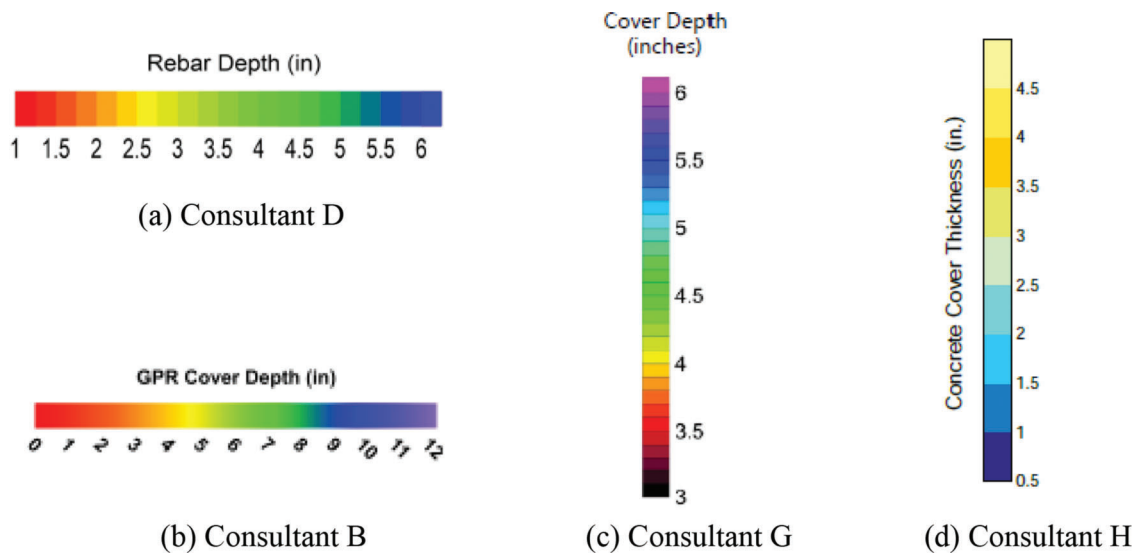 Rebar Depth (in)
1 1.5 2 2.5 3 3.5 4 4.5 5 5.5 6
(a) Consultant D
GPR Cover Depth (in)
0 1 2 3 4 5 6 7 8 9 10 11 12
(b) Consultant B
Cover Depth
(inches)
6
5.5
5
4.5
4
3.5
3
(c) Consultant G
Concrete Cover Thickness (in.)
4.5
4
3.5
3
2.5
2
1.5
1
0.5
(d) Consultant H